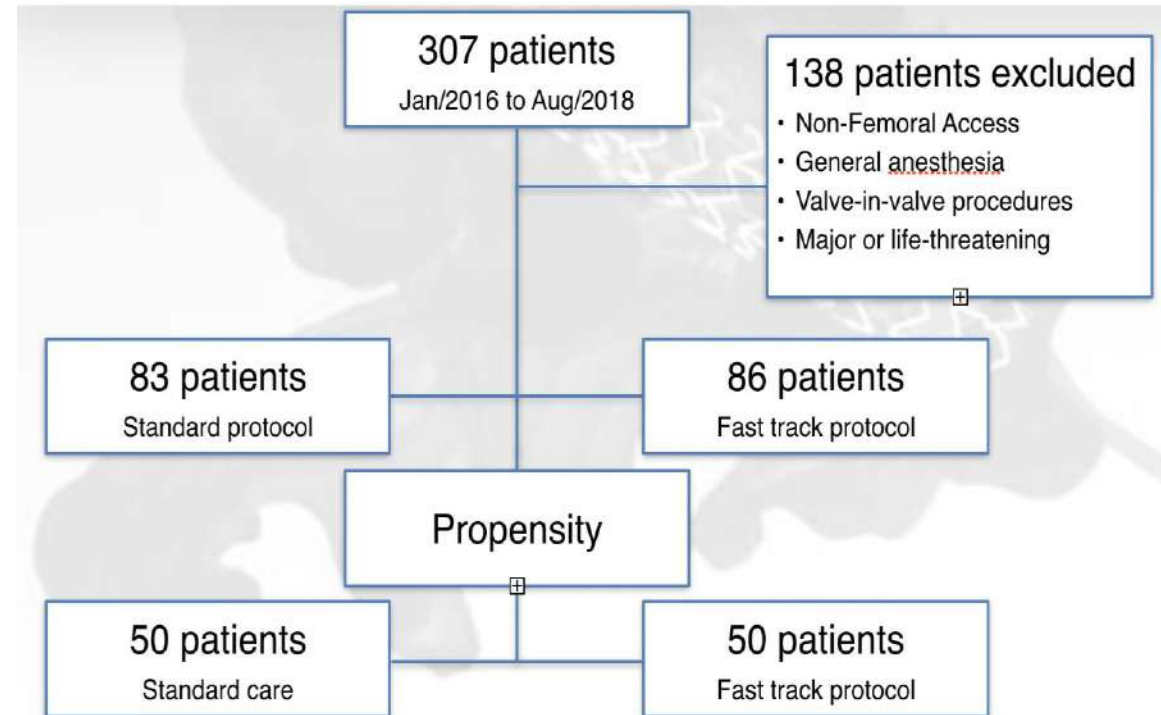 307 patients
Jan/2016 to Aug/2018
138 patients excluded
• Non-Femoral Access
• General anesthesia
• Valve-in-valve procedures
• Major or life-threatening
83 patients
Standard protocol
86 patients
Fast track protocol
Propensity
50 patients
Standard care
50 patients
Fast track protocol